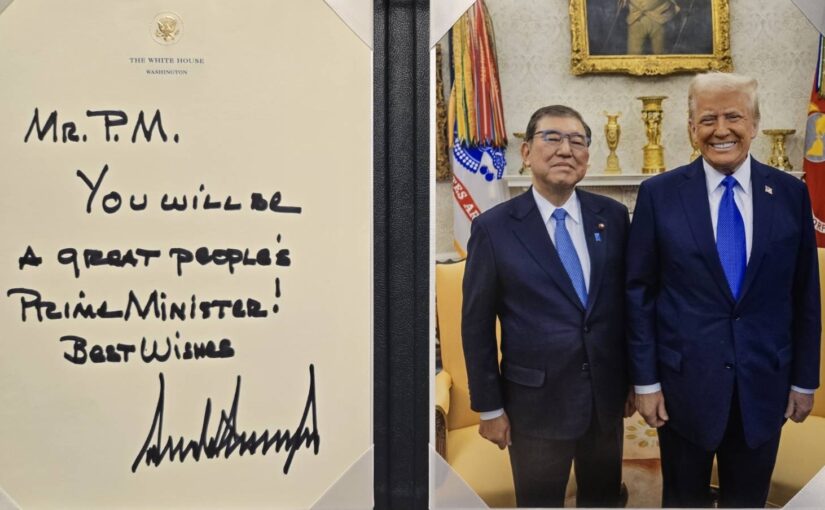 THE WHITE HOUSE
WASHINGTON
Mr. P.M.
You will be
a great people's
Prime Minister!
Best Wishes